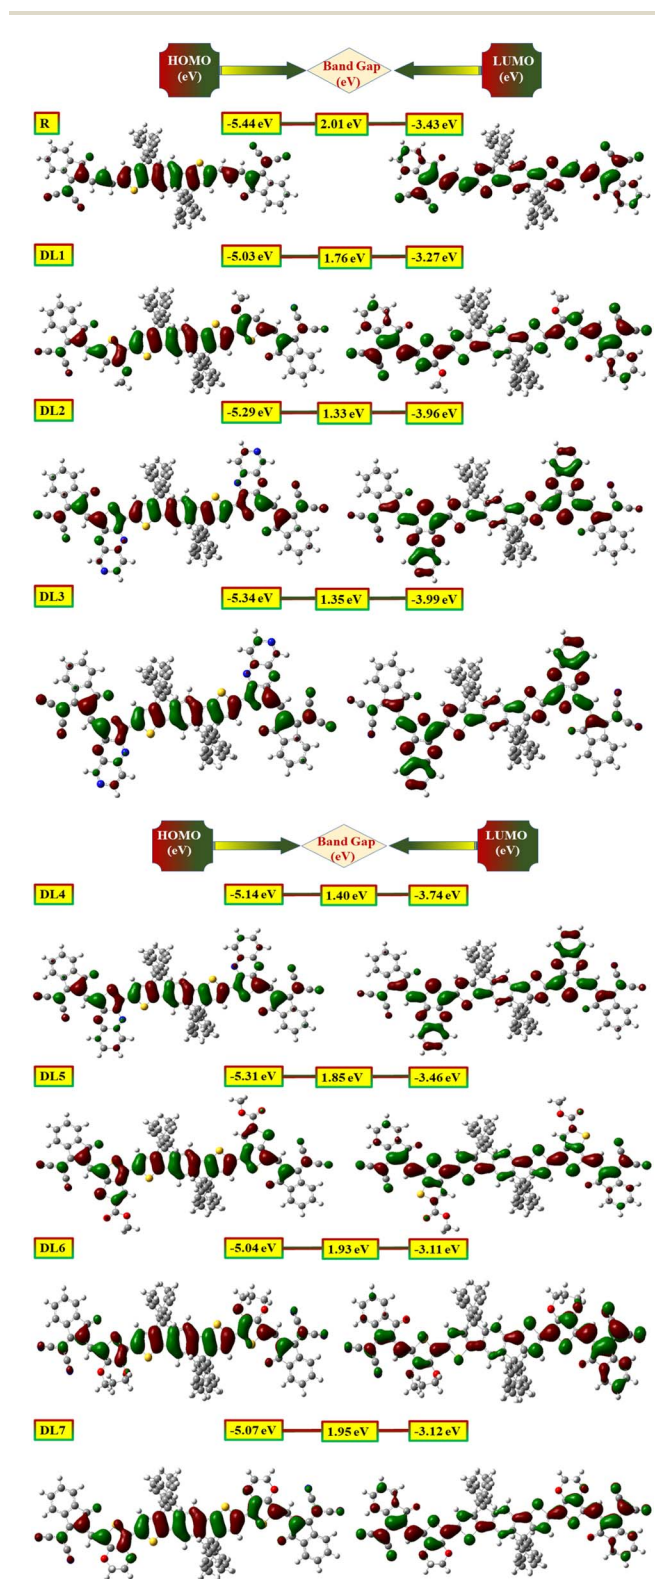 HOMO
(eV)
Band Gap
(eV)
LUMO
(eV)
R
-5.44 eV
2.01 eV
-3.43 eV
DL1
-5.03 eV
1.76 eV
-3.27 eV
DL2
-5.29 eV
1.33 eV
-3.96 eV
DL3
-5.34 eV
1.35 eV
-3.99 eV
HOMO
(eV)
Band Gap
(eV)
LUMO
(eV)
DL4
-5.14 eV
1.40 eV
-3.74 eV
DL5
-5.31 eV
1.85 eV
-3.46 eV
DL6
-5.04 eV
1.93 eV
-3.11 eV
DL7
-5.07 eV
1.95 eV
-3.12 eV